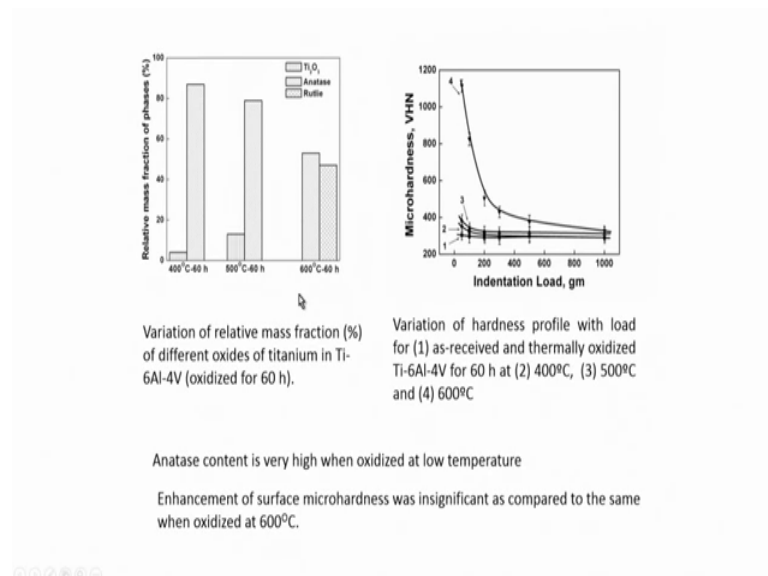 100
80
60
40
20
0
Relative mass fraction of phases (%)
Anatase
Rutile
400°C-60 h
500°C-60 h
600°C-60 h
1200
1000
800
600
400
200
Microhardness, VHN
4
3
2
1
0 200 400 600 800 1000
Indentation Load, gm
Variation of relative mass fraction (%)
of different oxides of titanium in Ti-
6Al-4V (oxidized for 60 h).
Variation of hardness profile with load
for (1) as-received and thermally oxidized
Ti-6Al-4V for 60 h at (2) 400ºC, (3) 500ºC
and (4) 600ºC
Anatase content is very high when oxidized at low temperature
Enhancement of surface microhardness was insignificant as compared to the same
when oxidized at 600⁰C.